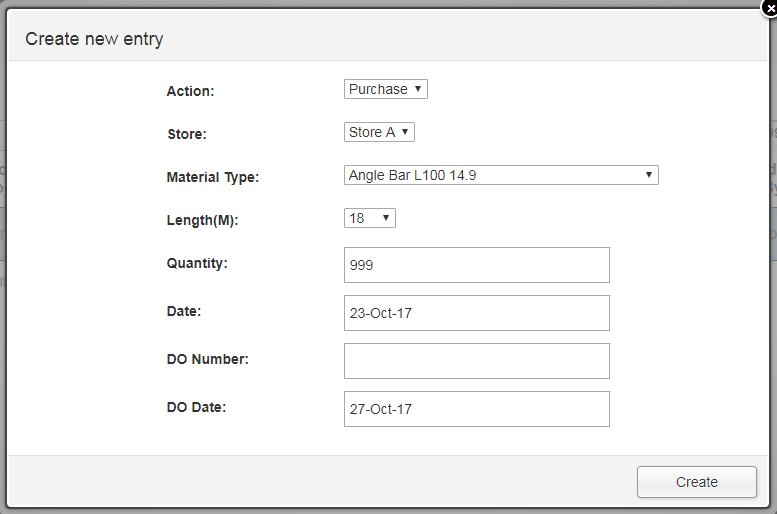 Create new entry
Action: Purchase
Store: Store A
Material Type: Angle Bar L100 14.9
Length(M): 18
Quantity: 999
Date: 23-Oct-17
DO Number:
DO Date: 27-Oct-17
Create